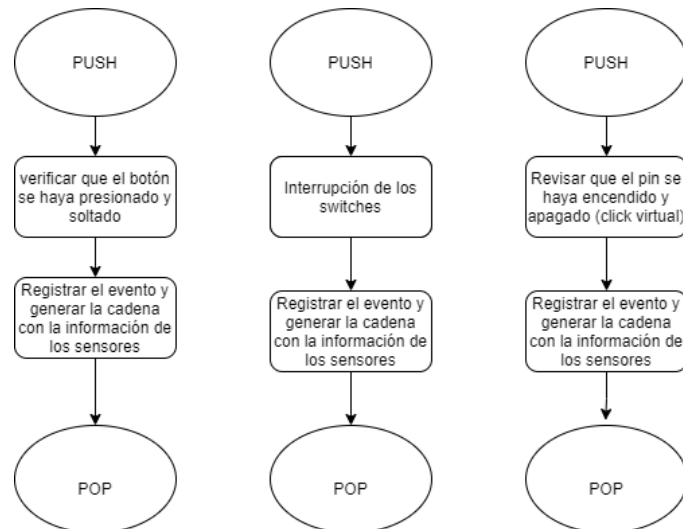 PUSH
verificar que el botón
se haya presionado y
soltado
Registrar el evento y
generar la cadena
con la información de
los sensores
POP
PUSH
Interrupción de los
switches
Registrar el evento y
generar la cadena
con la información de
los sensores
POP
PUSH
Revisar que el pin se
haya encendido y
apagado (click virtual)
Registrar el evento y
generar la cadena
con la información de
los sensores
POP